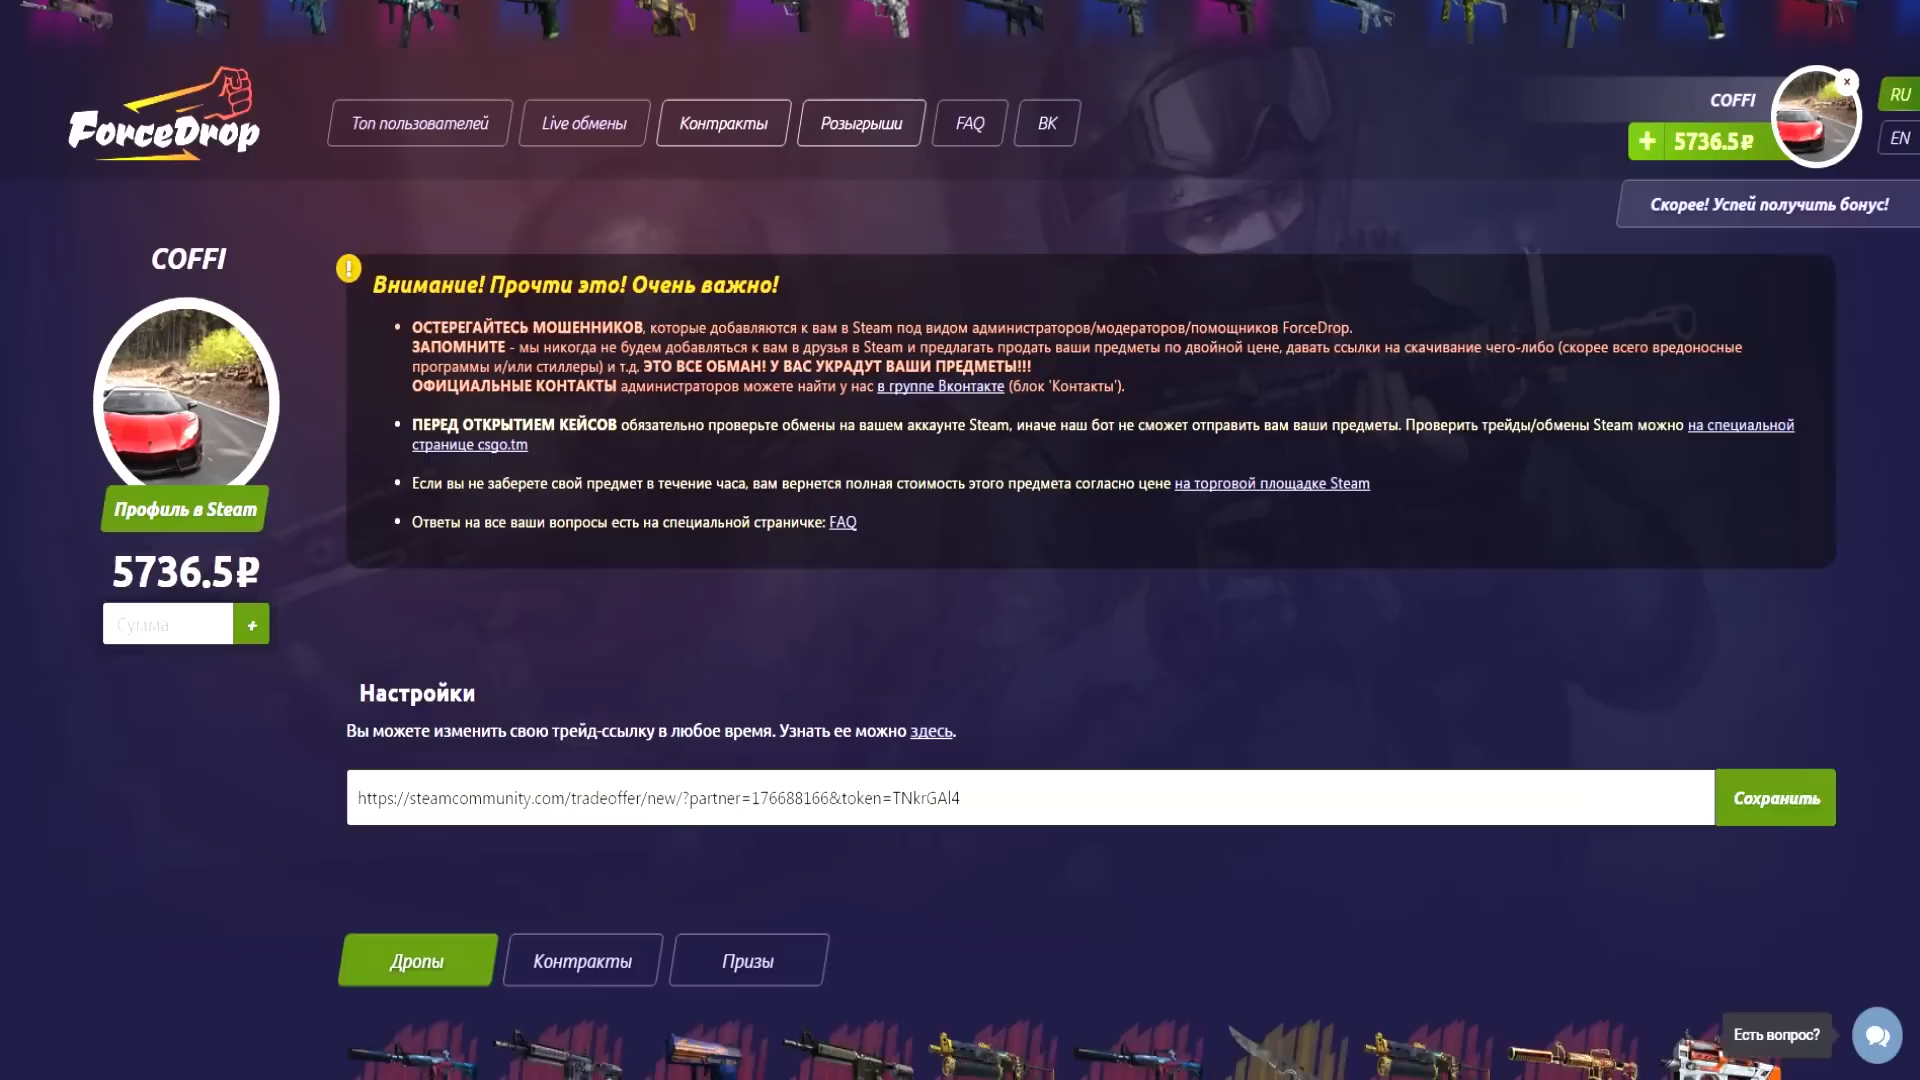 ForceDrop
Топ пользователей
Live обмены
Контракты
Розыгрыши
FAQ
ВК
COFFI
x
+
5736.5₽
RU
EN
Скорее! Успей получить бонус!
COFFI
Профиль в Steam
5736.5₽
Сумма
+
!
Внимание! Прочти это! Очень важно!
• ОСТЕРЕГАЙТЕСЬ МОШЕННИКОВ, которые добавляются к вам в Steam под видом администраторов/модераторов/помощников ForceDrop.
ЗАПОМНИТЕ - мы никогда не будем добавляться к вам в друзья в Steam и предлагать продать ваши предметы по двойной цене, давать ссылки на скачивание чего-либо (скорее всего вредоносные
программы и/или стиллеры) и т.д. ЭТО ВСЕ ОБМАН! У ВАС УКРАДУТ ВАШИ ПРЕДМЕТЫ!!!
ОФИЦИАЛЬНЫЕ КОНТАКТЫ администраторов можете найти у нас в группе Вконтакте (блок 'Контакты').
• ПЕРЕД ОТКРЫТИЕМ КЕЙСОВ обязательно проверьте обмены на вашем аккаунте Steam, иначе наш бот не сможет отправить вам ваши предметы. Проверить трейды/обмены Steam можно на специальной
странице csgo.tm
• Если вы не заберете свой предмет в течение часа, вам вернется полная стоимость этого предмета согласно цене на торговой площадке Steam
• Ответы на все ваши вопросы есть на специальной страничке: FAQ
Настройки
Вы можете изменить свою трейд-ссылку в любое время. Узнать ее можно здесь.
https://steamcommunity.com/tradeoffer/new/?partner=176688166&token=TNkrGAl4
Сохранить
Дропы
Контракты
Призы
Есть вопрос?